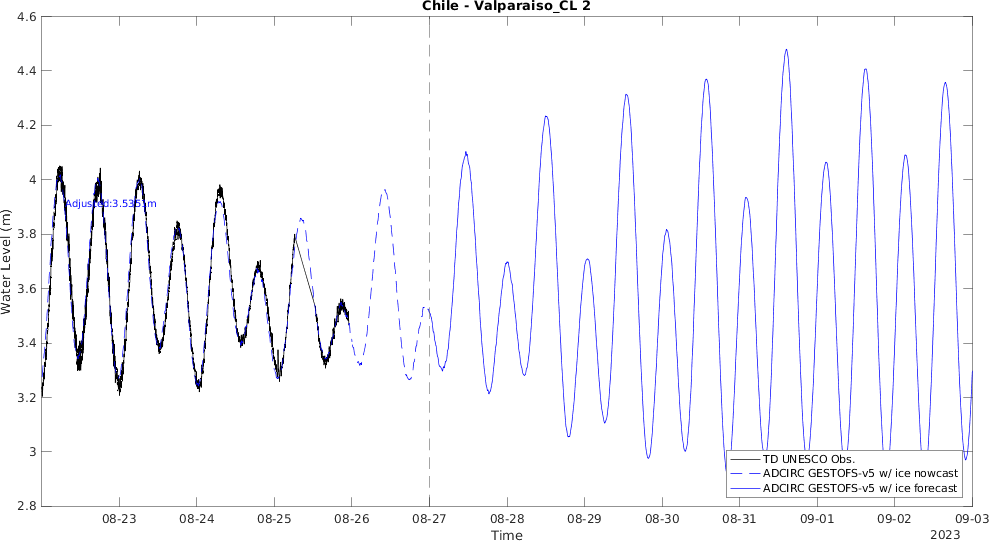 Chile - Valparaiso_CL 2
4.6
4.4
4.2
4
3.8
3.6
3.4
3.2
3
2.8
Water Level (m)
Adjusted:3.5351m
TD UNESCO Obs.
ADCIRC GESTOFS-v5 w/ ice nowcast
ADCIRC GESTOFS-v5 w/ ice forecast
08-23 08-24 08-25 08-26 08-27 08-28 08-29 08-30 08-31 09-01 09-02 09-03
Time
2023